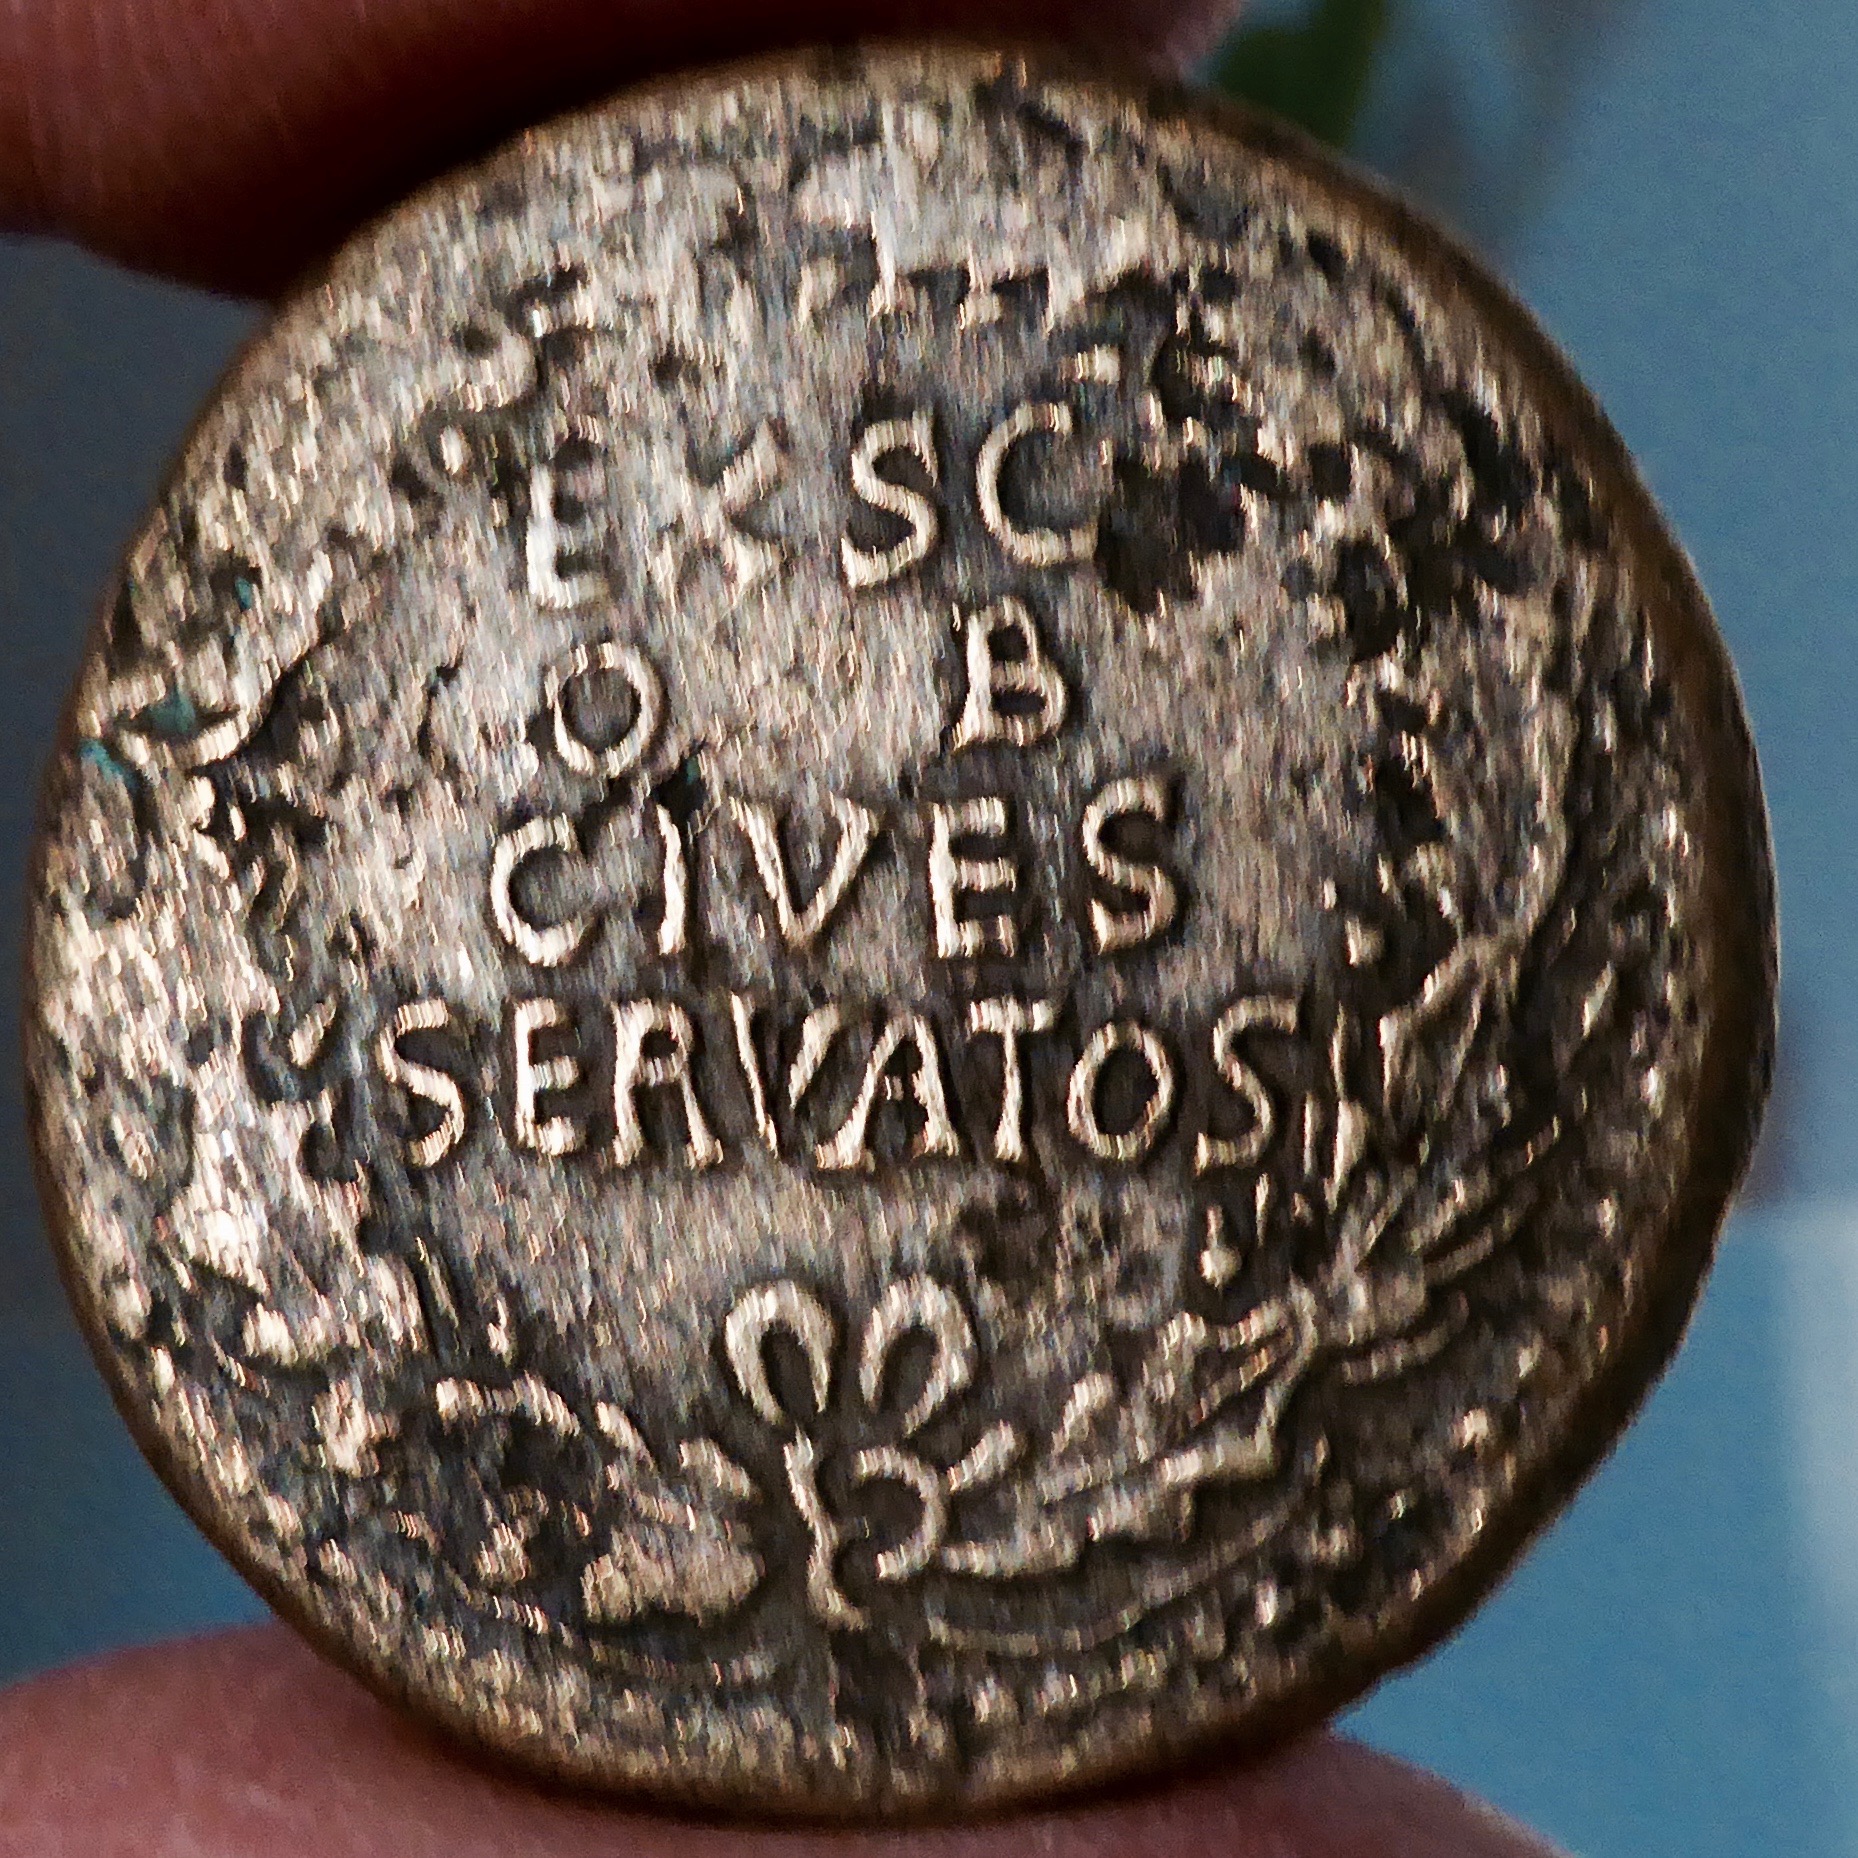 EX SC
O B
CIVES
SERVATOS